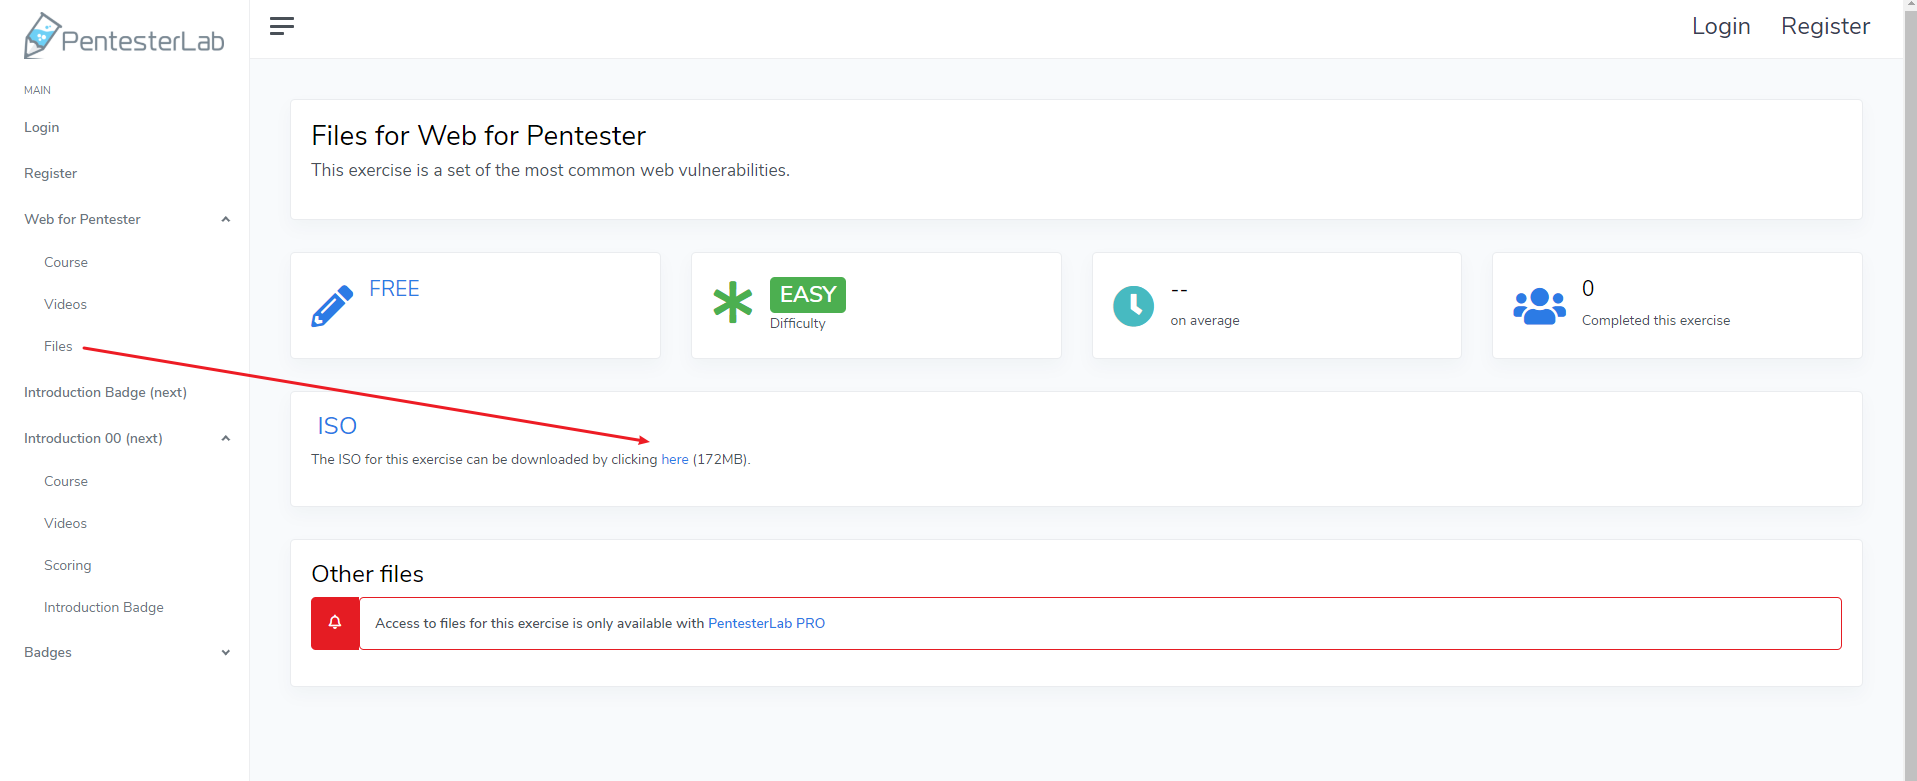 PentesterLab
Login
Register
MAIN
Login
Register
Web for Pentester
Course
Videos
Files
Introduction Badge (next)
Introduction 00 (next)
Course
Videos
Scoring
Introduction Badge
Badges
Files for Web for Pentester
This exercise is a set of the most common web vulnerabilities.
FREE
EASY
Difficulty
--
on average
0
Completed this exercise
ISO
The ISO for this exercise can be downloaded by clicking here (172MB).
Other files
Access to files for this exercise is only available with PentesterLab PRO